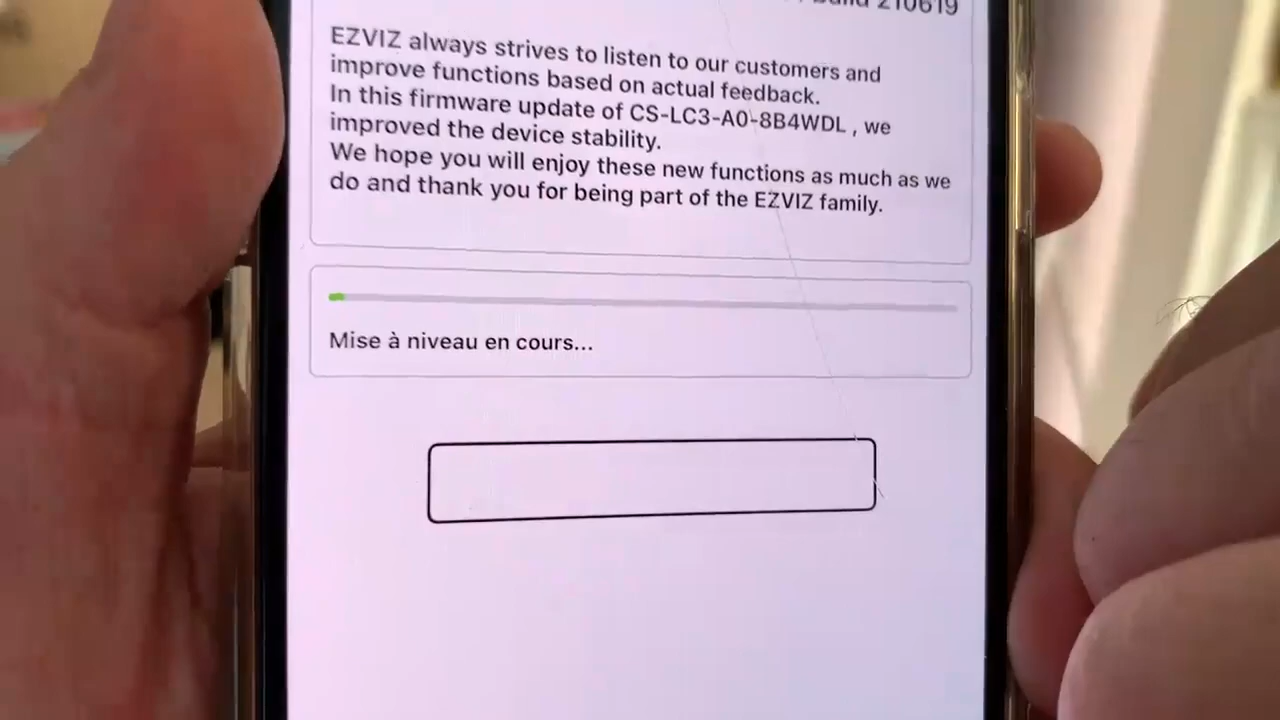 build 210619
EZVIZ always strives to listen to our customers and
improve functions based on actual feedback.
In this firmware update of CS-LC3-A0-8B4WDL , we
improved the device stability.
We hope you will enjoy these new functions as much as we
do and thank you for being part of the EZVIZ family.
Mise à niveau en cours...